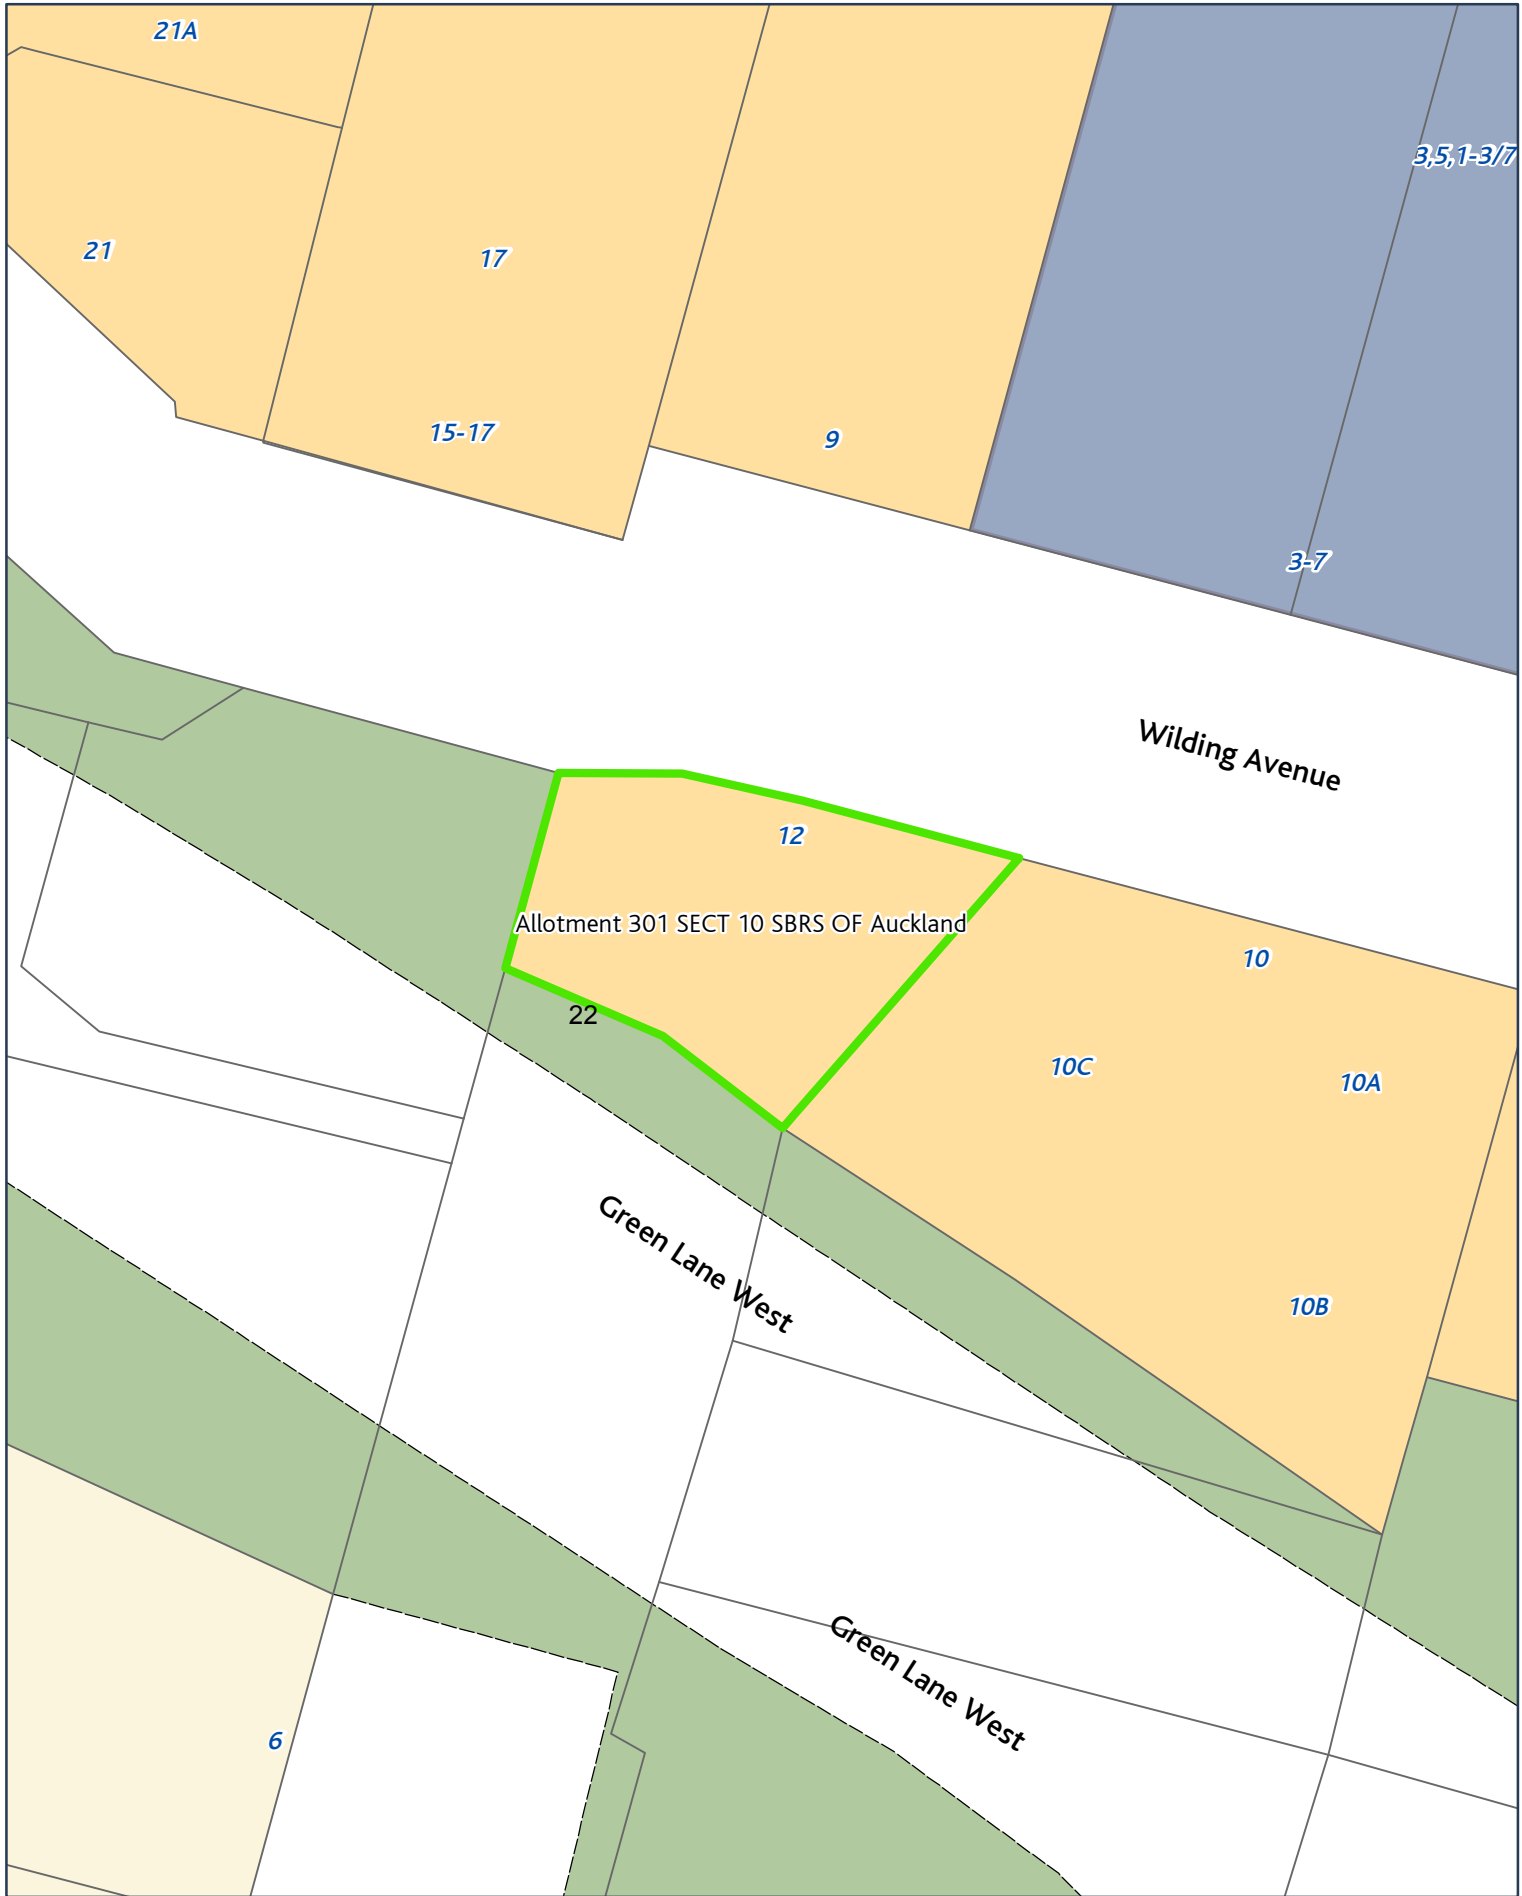 21A
3,5,1-3/7
21
17
15-17
9
3-7
Wilding Avenue
12
Allotment 301 SECT 10 SBRS OF Auckland
10
22
10C
10A
Green Lane West
10B
Green Lane West
6